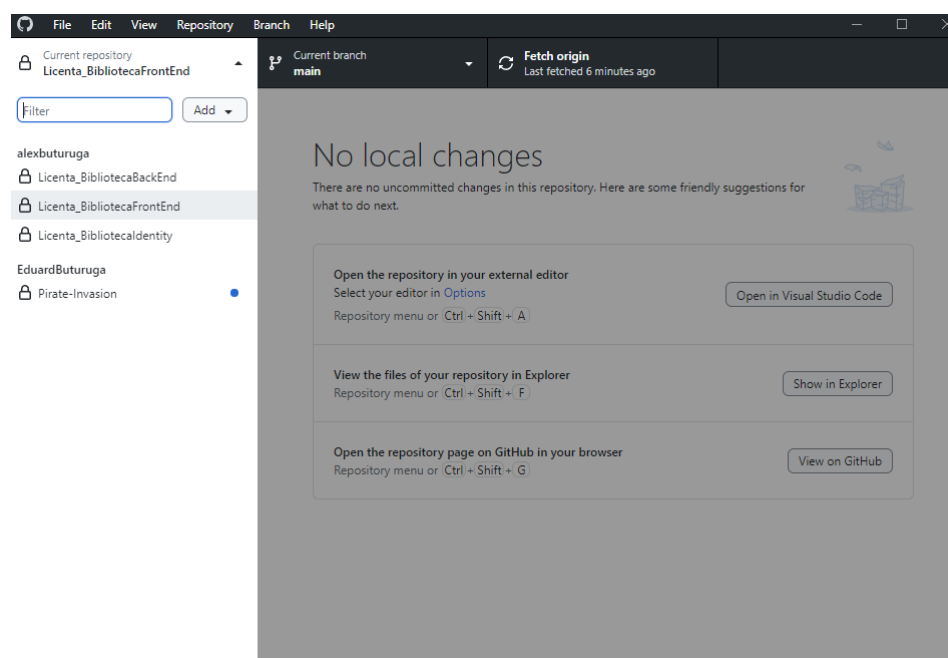 File Edit View Repository Branch Help
Current repository
Licenta_BibliotecaFrontEnd
Current branch
main
Fetch origin
Last fetched 6 minutes ago
Filter
Add
alexbuturuga
Licenta_BibliotecaBackEnd
Licenta_BibliotecaFrontEnd
Licenta_BibliotecaIdentity
EduardButuruga
Pirate-Invasion
No local changes
There are no uncommitted changes in this repository. Here are some friendly suggestions for
what to do next.
Open the repository in your external editor
Select your editor in Options
Repository menu or Ctrl + Shift + A
Open in Visual Studio Code
View the files of your repository in Explorer
Repository menu or Ctrl + Shift + F
Show in Explorer
Open the repository page on GitHub in your browser
Repository menu or Ctrl + Shift + G
View on GitHub